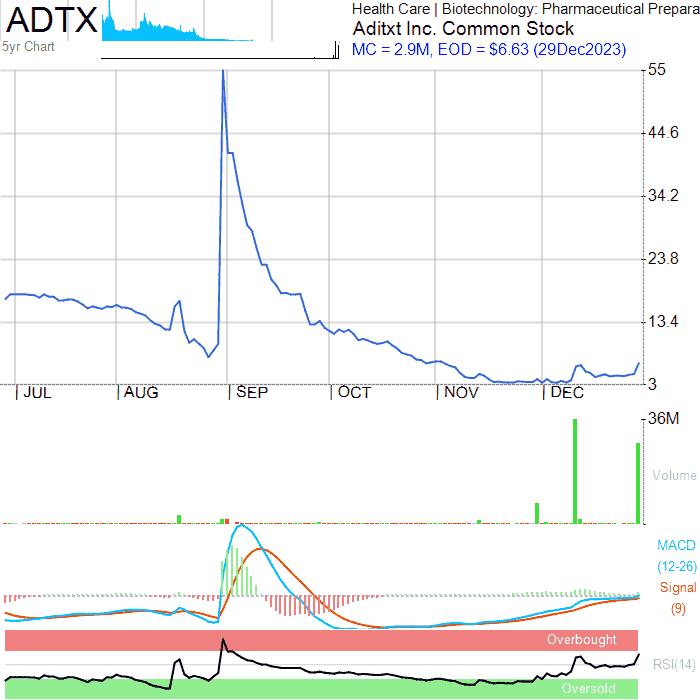 ADTX
5yr Chart
Health Care | Biotechnology: Pharmaceutical Prepara
Aditxt Inc. Common Stock
MC = 2.9M, EOD = $6.63 (29Dec2023)
55
44.6
34.2
23.8
13.4
3
JUL AUG SEP OCT NOV DEC
36M
Volume
MACD
(12-26)
Signal
(9)
Overbought
RSI(14)
Oversold